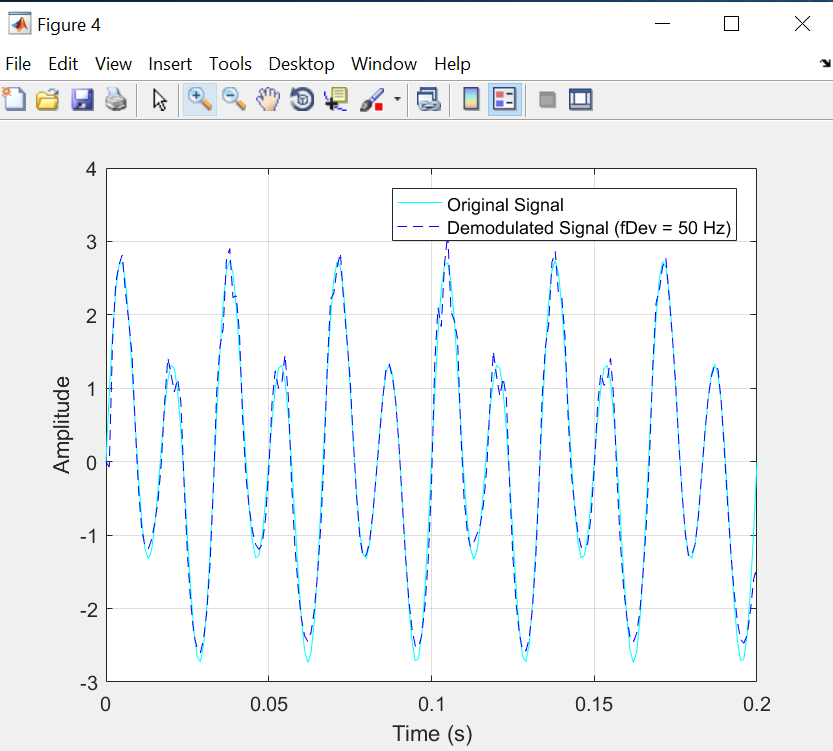 Figure 4
File Edit View Insert Tools Desktop Window Help
4
3
2
1
0
-1
-2
-3
Amplitude
Original Signal
Demodulated Signal (fDev = 50 Hz)
0 0.05 0.1 0.15 0.2
Time (s)